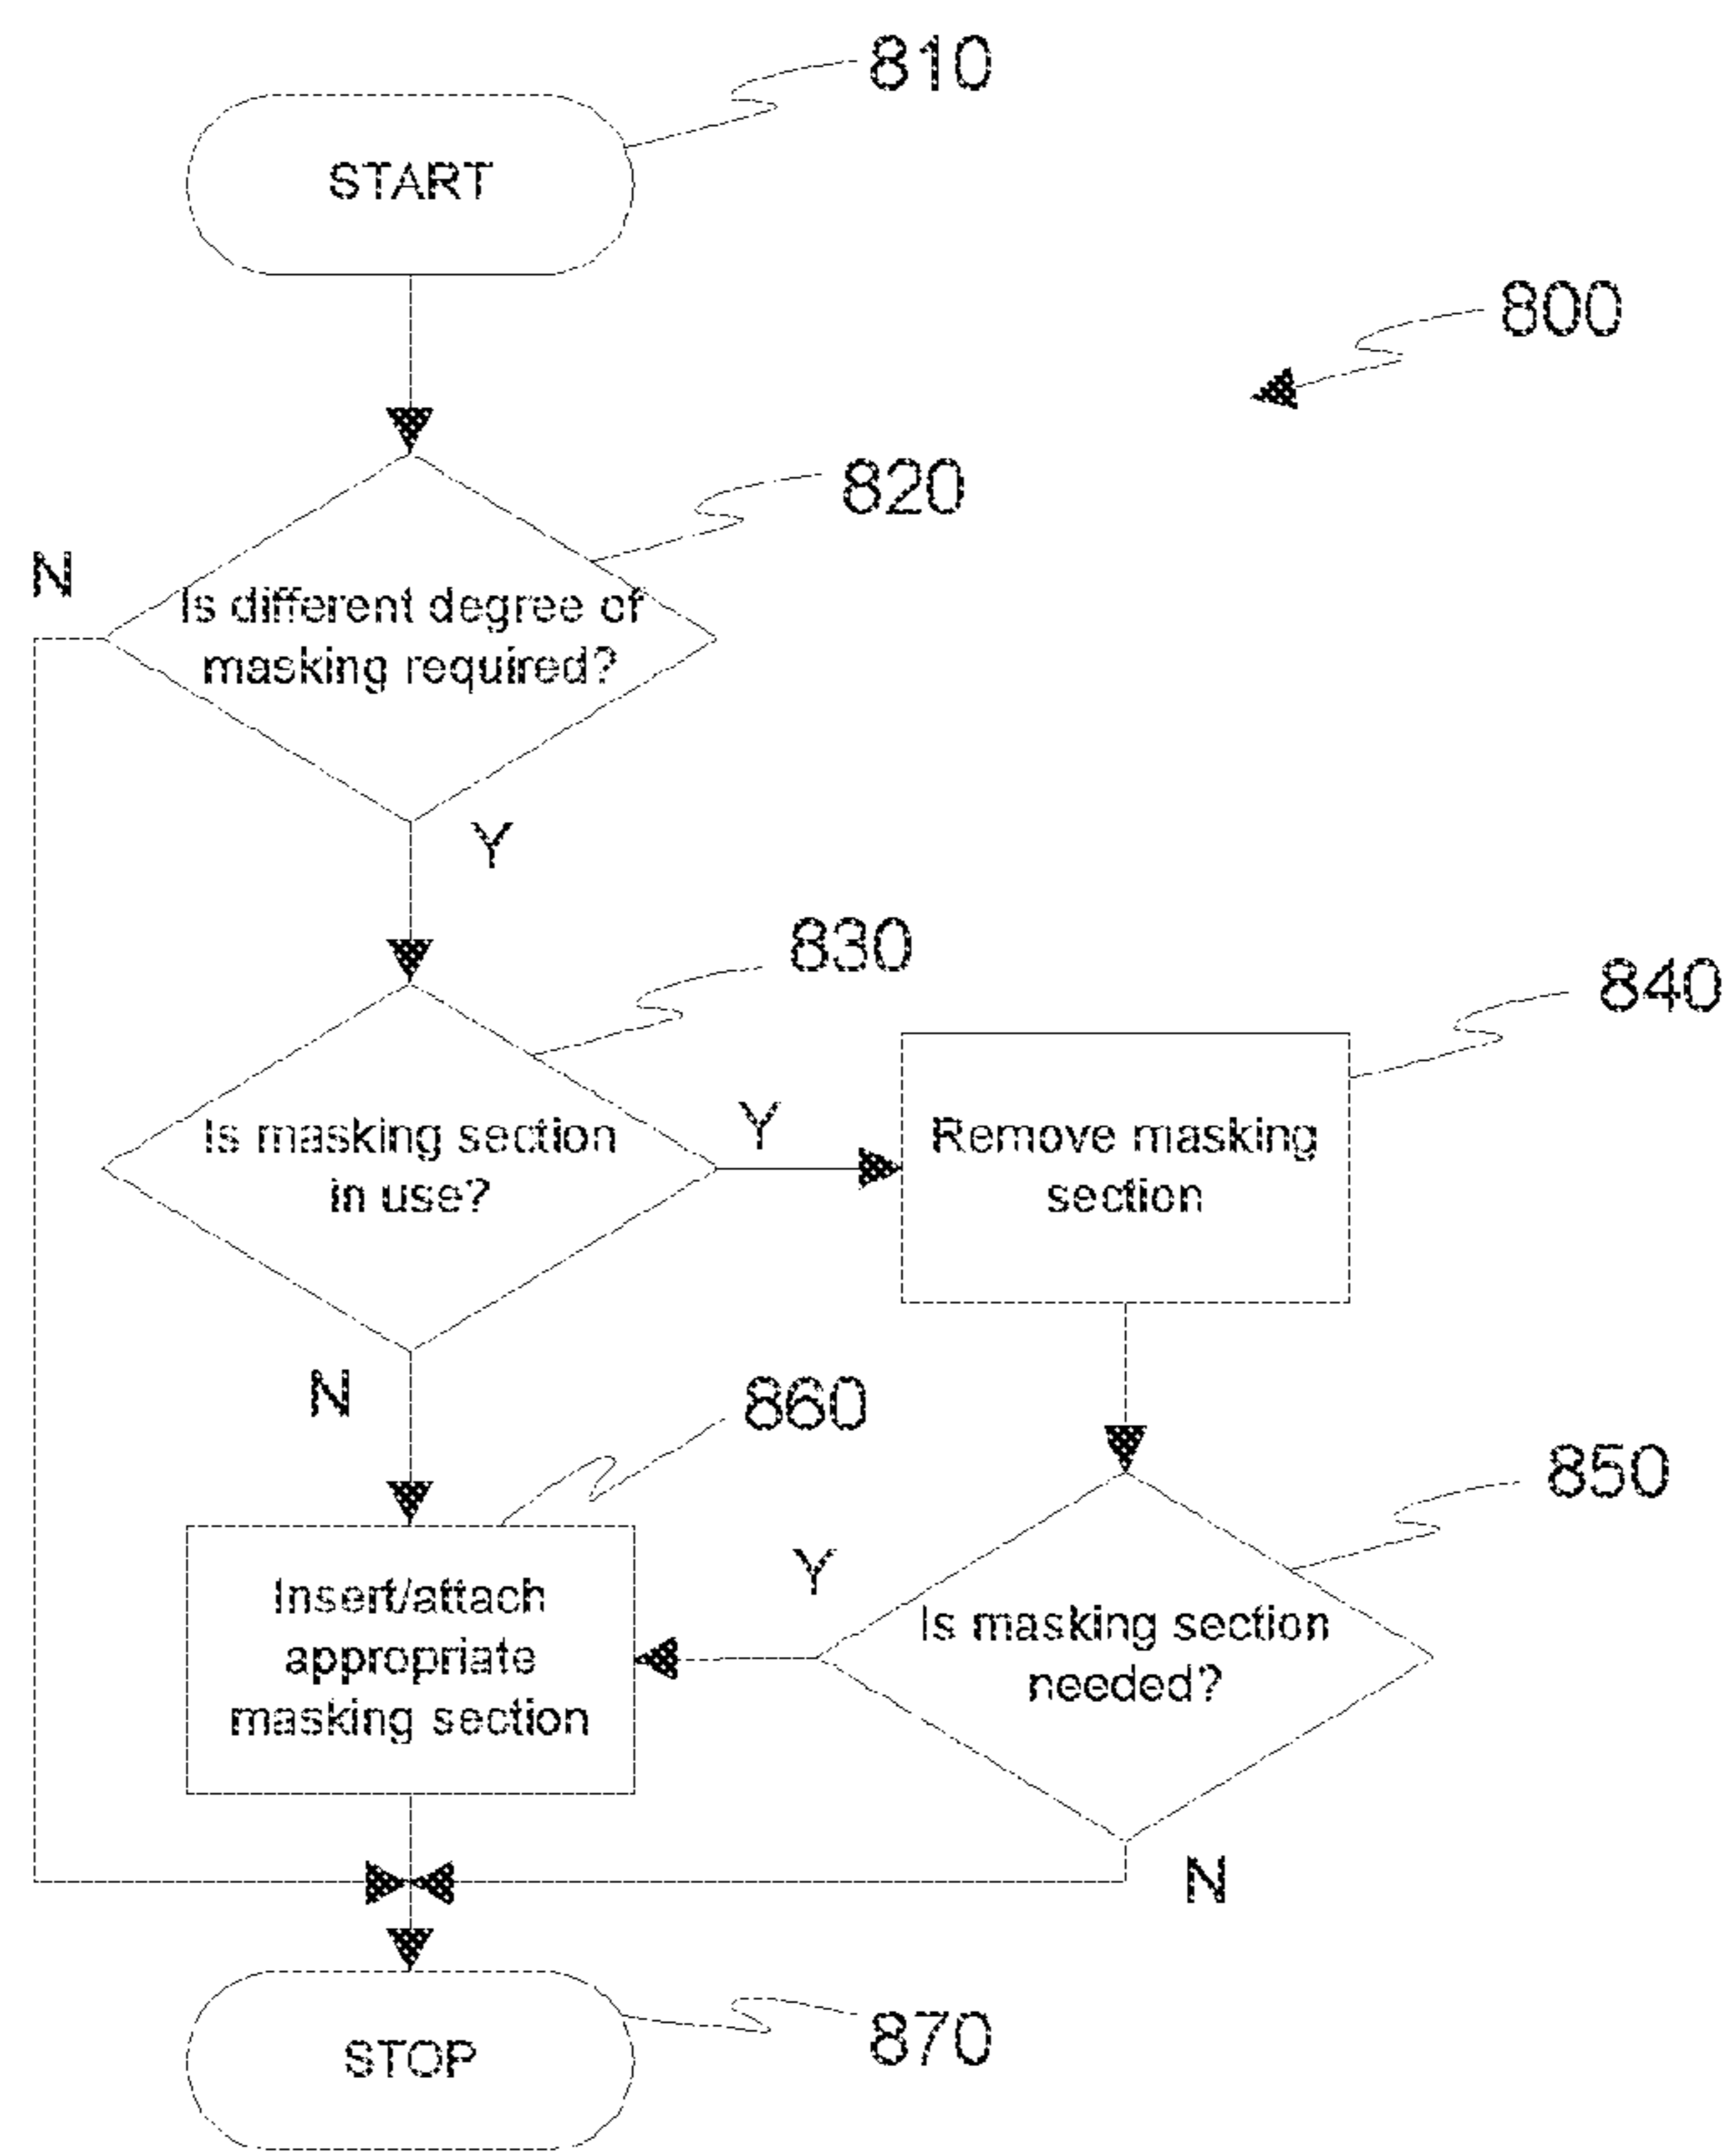 810
START
800
820
N
Is different degree of
masking required?
Y
830
840
Is masking section
in use?
Y
Remove masking
section
N
860
850
Insert/attach
appropriate
masking section
Y
Is masking section
needed?
N
STOP
870